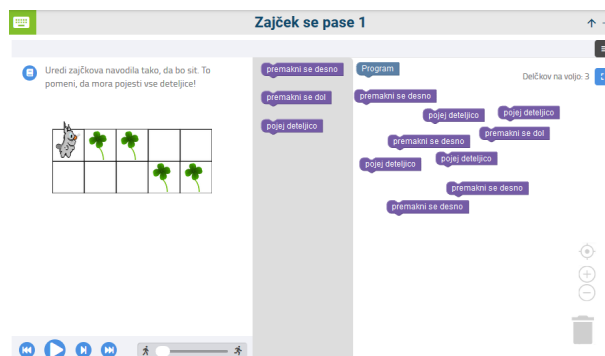 Zajček se pase 1
Uredi zajčkova navodila tako, da bo sit. To
pomeni, da mora pojesti vse deteljice!
premakni se desno
premakni se dol
pojej deteljico
Program
Delčkov na voljo: 3
premakni se desno
pojej deteljico
pojej deteljico
premakni se dol
premakni se desno
pojej deteljico
pojej deteljico
premakni se desno
premakni se desno